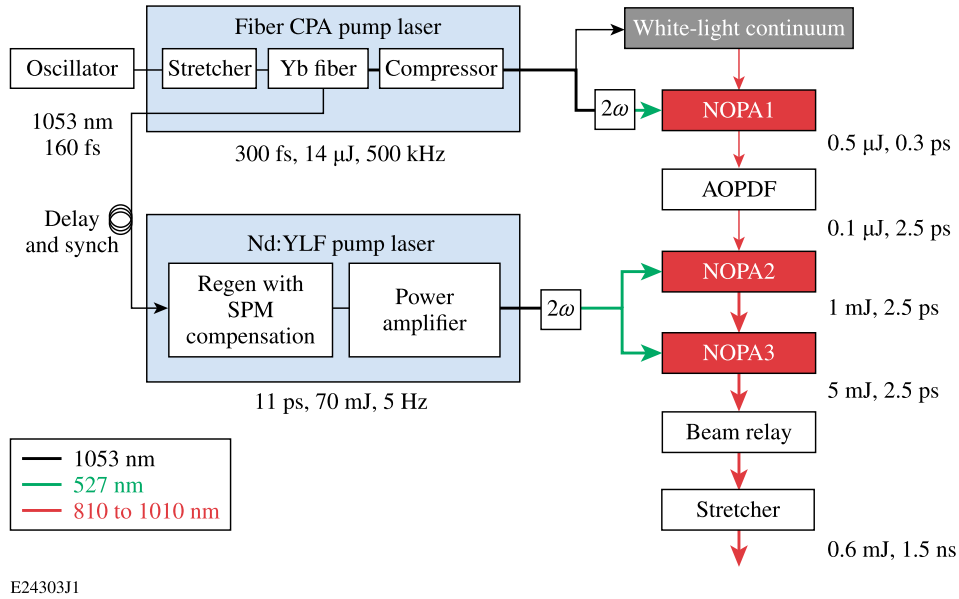 Fiber CPA pump laser
White-light continuum
Oscillator
Stretcher
Yb fiber
Compressor
2ω
NOPA1
1053 nm
160 fs
300 fs, 14 μJ, 500 kHz
0.5 μJ, 0.3 ps
AOPDF
Delay
and synch
0.1 μJ, 2.5 ps
Nd:YLF pump laser
Regen with
SPM
compensation
Power
amplifier
2ω
NOPA2
1 mJ, 2.5 ps
NOPA3
5 mJ, 2.5 ps
11 ps, 70 mJ, 5 Hz
Beam relay
1053 nm
527 nm
810 to 1010 nm
Stretcher
0.6 mJ, 1.5 ns
E24303J1